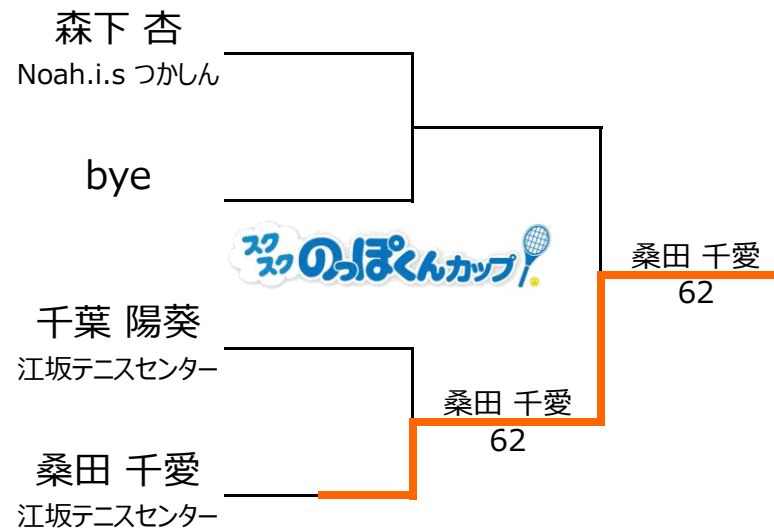 森下 杏
Noah.i.s つかしん
bye
スクスク のっぽくんカップ!
桑田 千愛
62
千葉 陽葵
江坂テニスセンター
桑田 千愛
62
桑田 千愛
江坂テニスセンター